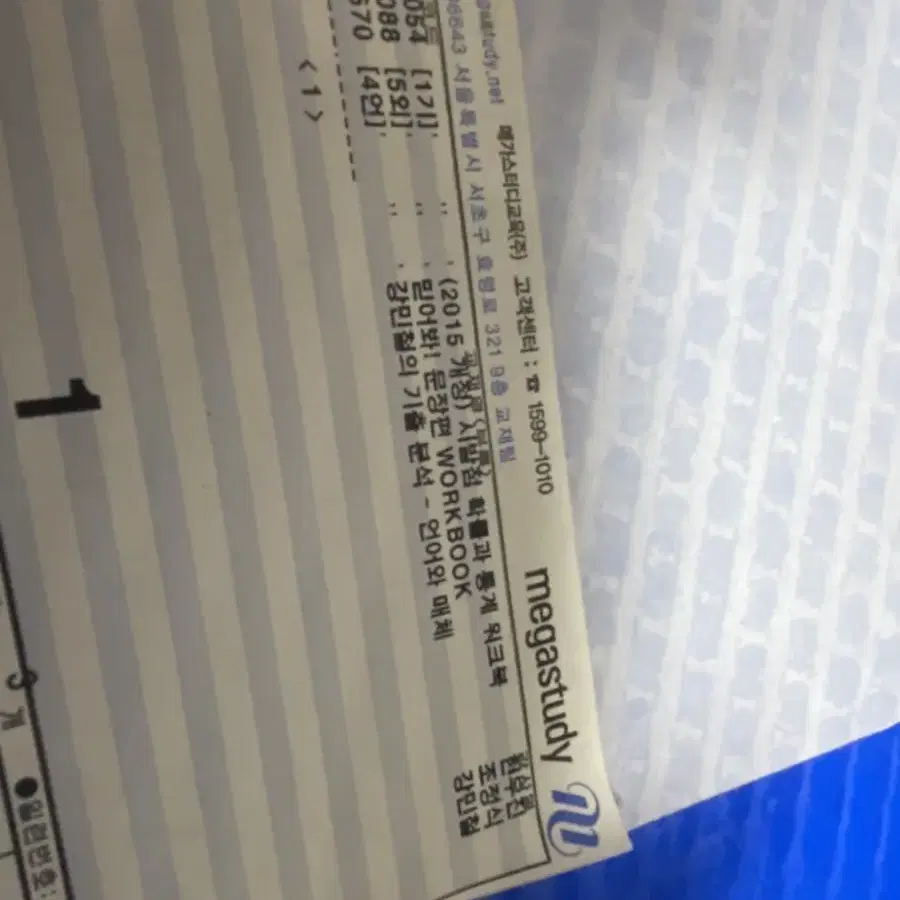 megastudy
메가스터디교육(주) 고객센터 : ☎ 1599-1010
06643 서울특별시 서초구 효령로 321 9층 교재팀
054 [1기] " . (2015 개정) 시발점 확률과 통계 워크북 현우진
088 [5외] " . 믿어봐! 문장편 WORKBOOK 조정식
570 [4언] " . 강민철의 기출 분석 - 언어와 매체 강민철
< 1 >
1
3 개 ●일련번호: